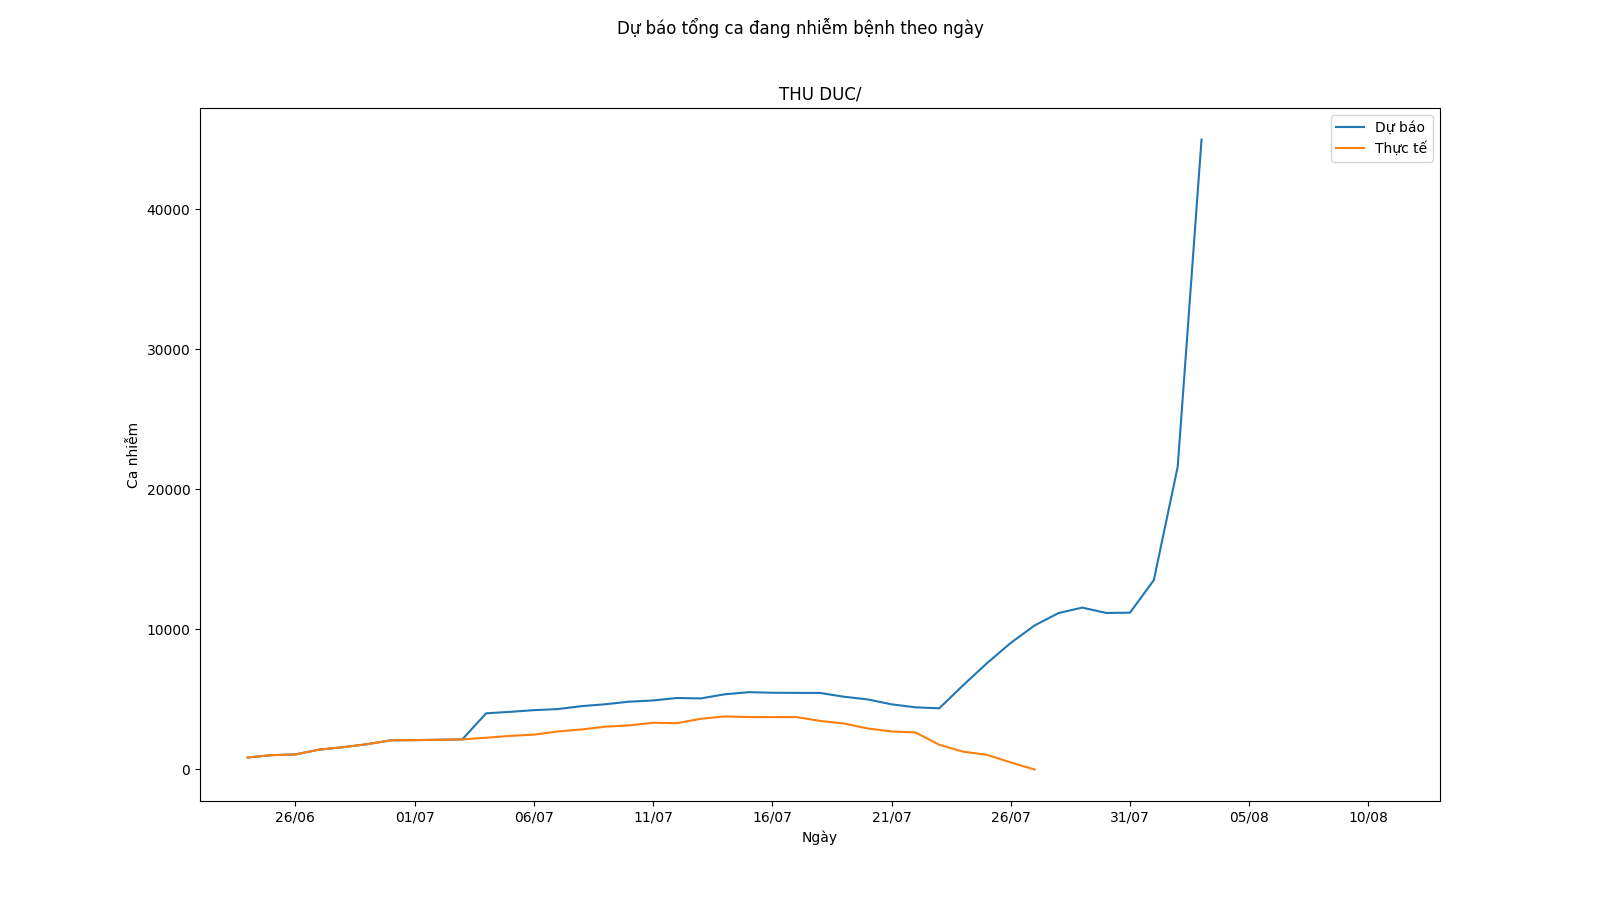 Dự báo tổng ca đang nhiễm bệnh theo ngày
THU DUC/
Dự báo
Thực tế
Ca nhiễm
40000
30000
20000
10000
0
26/06 01/07 06/07 11/07 16/07 21/07 26/07 31/07 05/08 10/08
Ngày